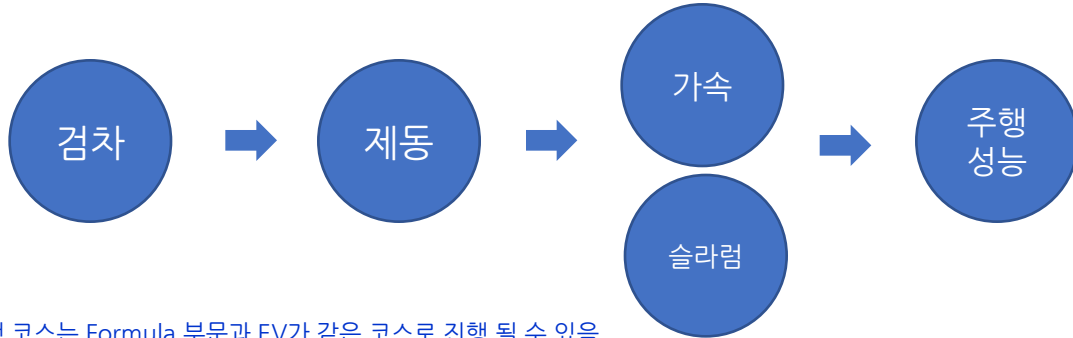 검차
제동
가속
슬라럼
주행
성능
코스는 Formula 부문과 EV가 같은 코스로 진행 될 수 있음